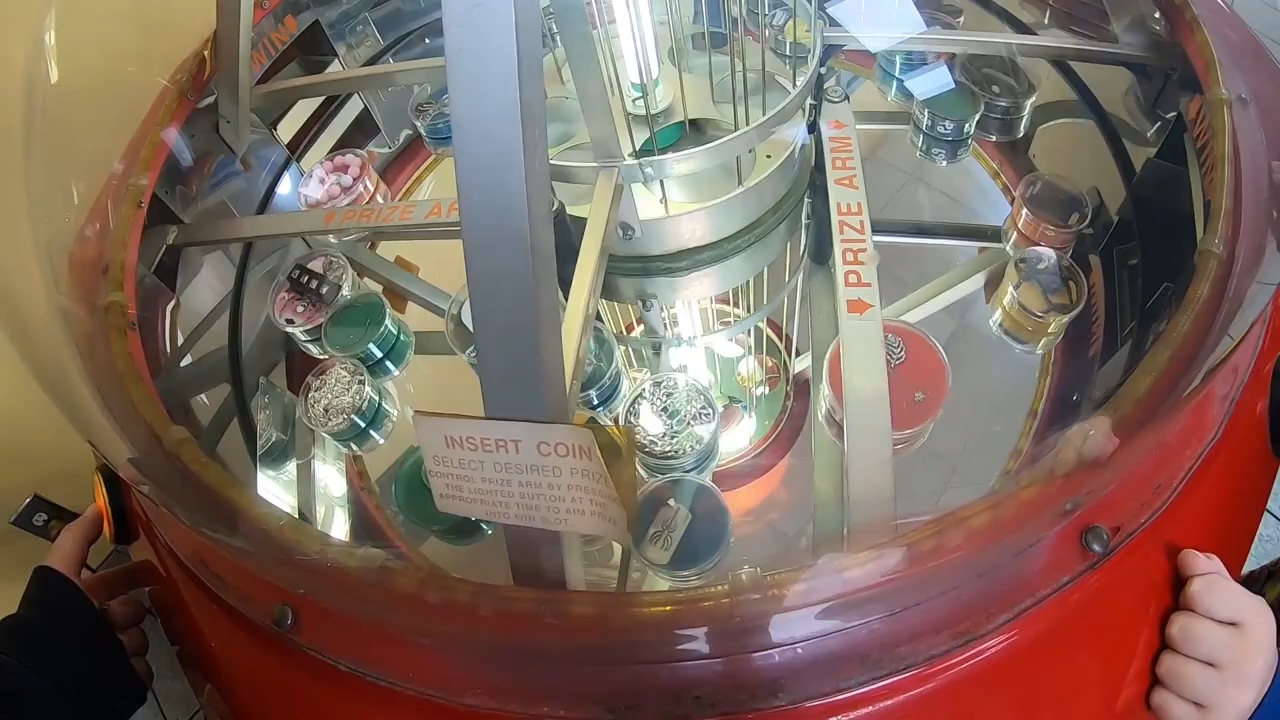 WIN
PRIZE AR
PRIZE ARM
INSERT COIN
SELECT DESIRED PRIZE
CONTROL PRIZE ARM BY PRESSING
THE LIGHTED BUTTON AT THE
APPROPRIATE TIME TO AIM PRIZE
INTO WIN SLOT